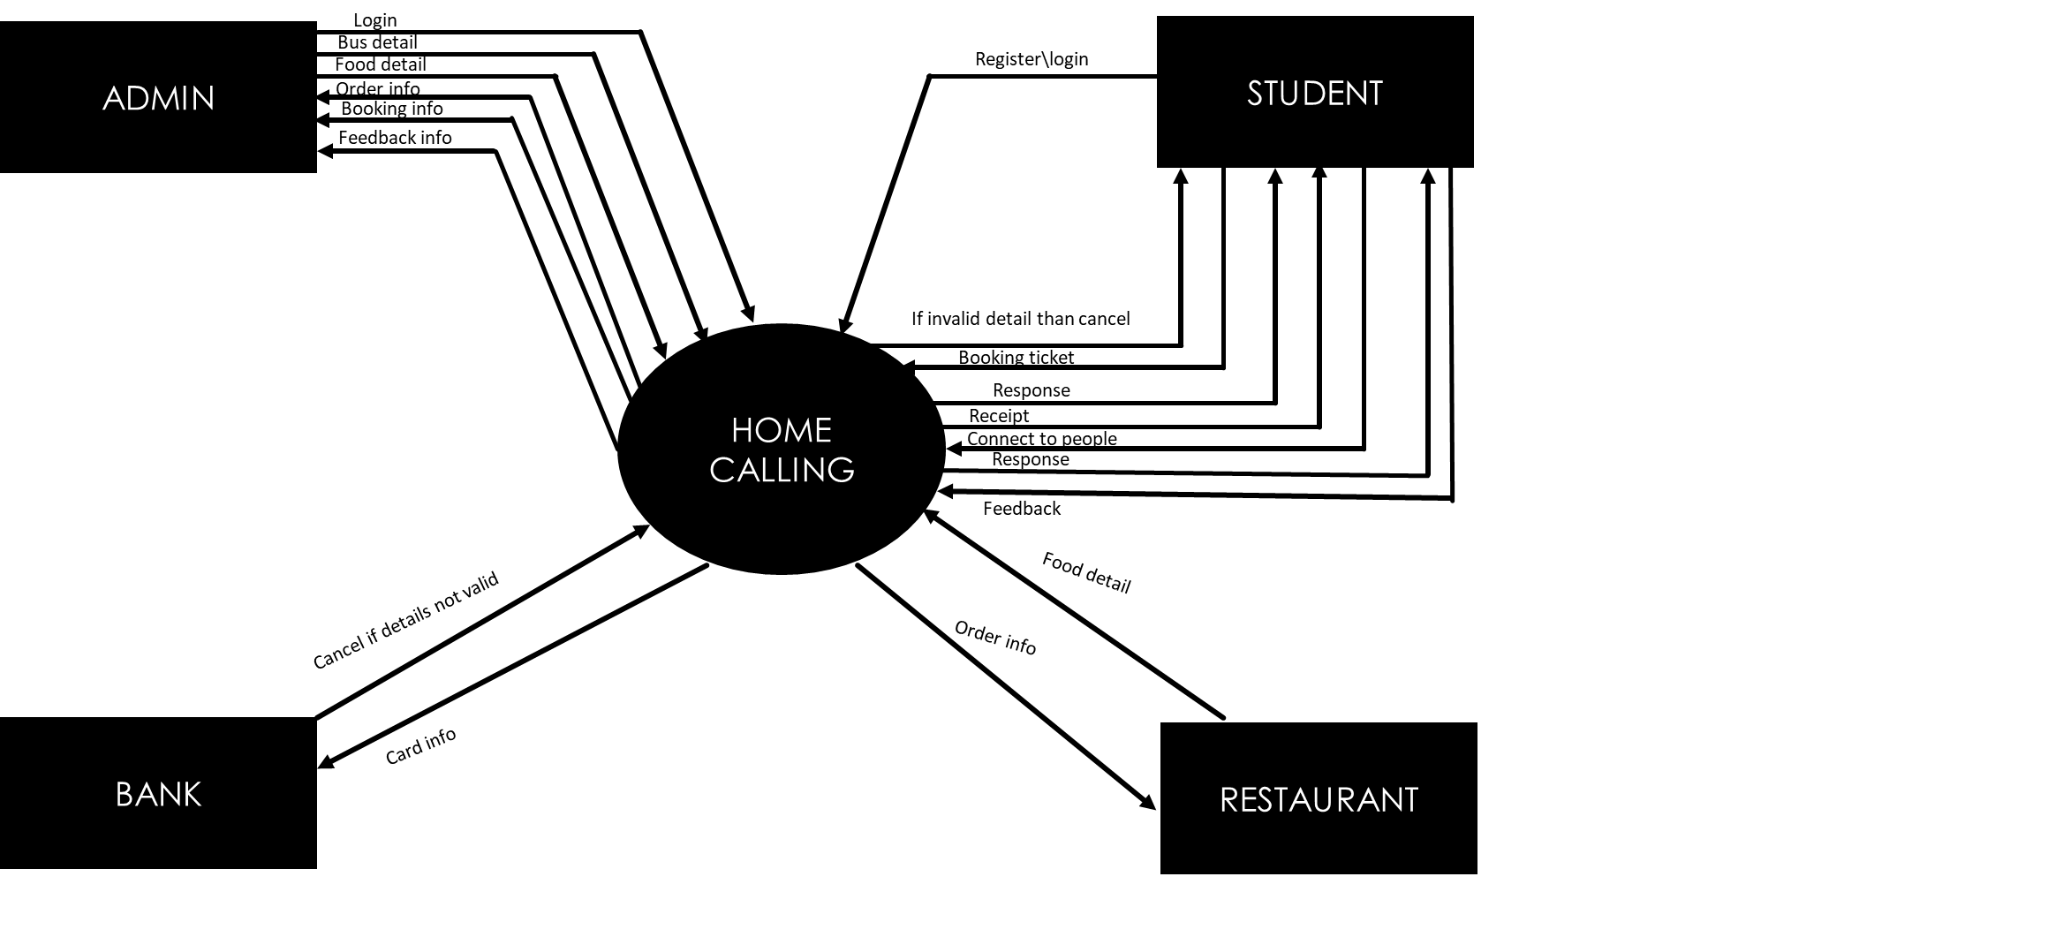 Login
Bus detail
Food detail
Order info
Booking info
Feedback info
ADMIN
Register\login
STUDENT
If invalid detail than cancel
Booking ticket
Response
Receipt
Connect to people
Response
Feedback
HOME
CALLING
Food detail
Order info
Cancel if details not valid
Card info
BANK
RESTAURANT